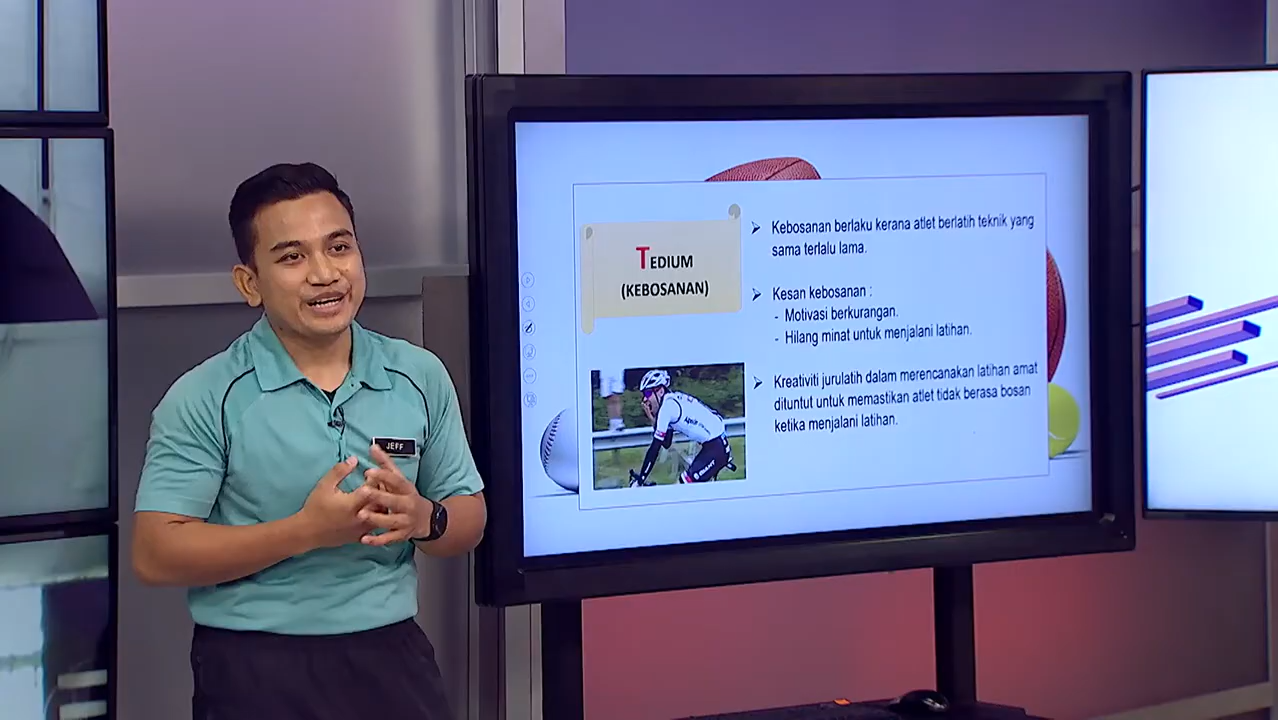 TEDIUM
(KEBOSANAN)
Kebosanan berlaku kerana atlet berlatih teknik yang
sama terlalu lama.
Kesan kebosanan :
- Motivasi berkurangan.
- Hilang minat untuk menjalani latihan.
Kreativiti jurulatih dalam merencanakan latihan amat
dituntut untuk memastikan atlet tidak berasa bosan
ketika menjalani latihan.
JEFF
GIANT